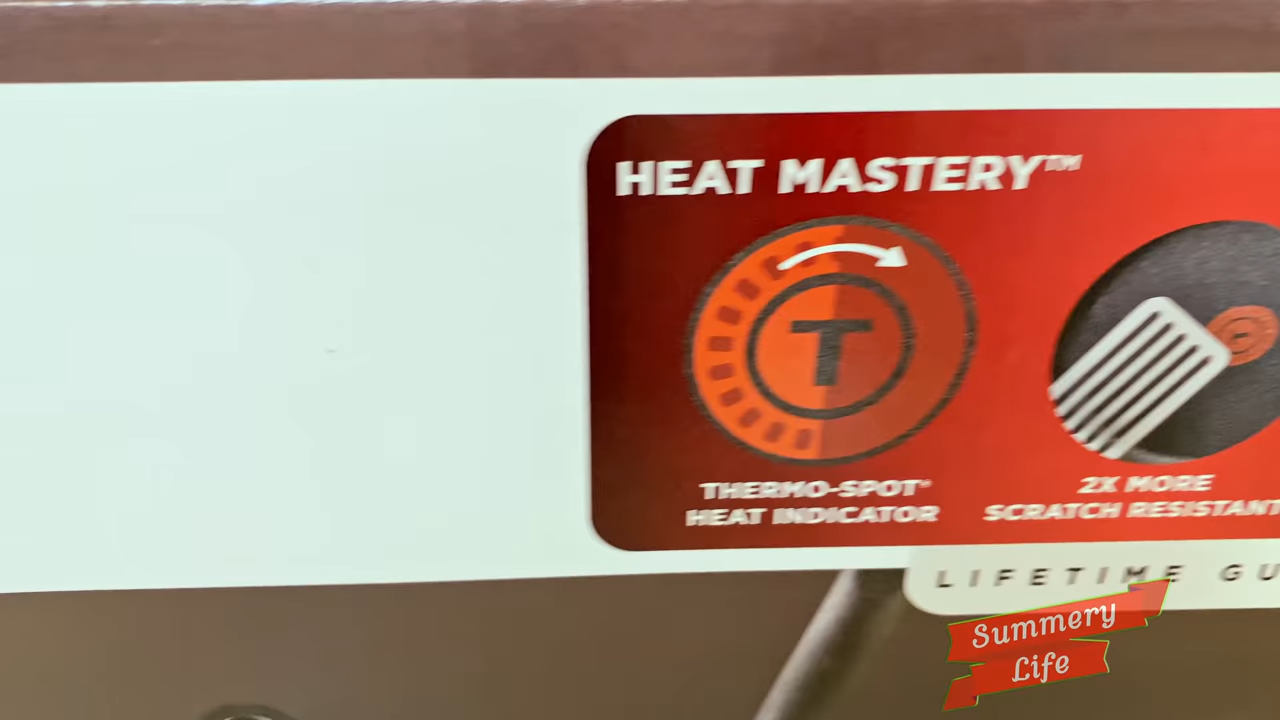 HEAT MASTERY™
T
THERMO-SPOT®
HEAT INDICATOR
2X MORE
SCRATCH RESISTANT
LIFETIME GU
Summery
Life